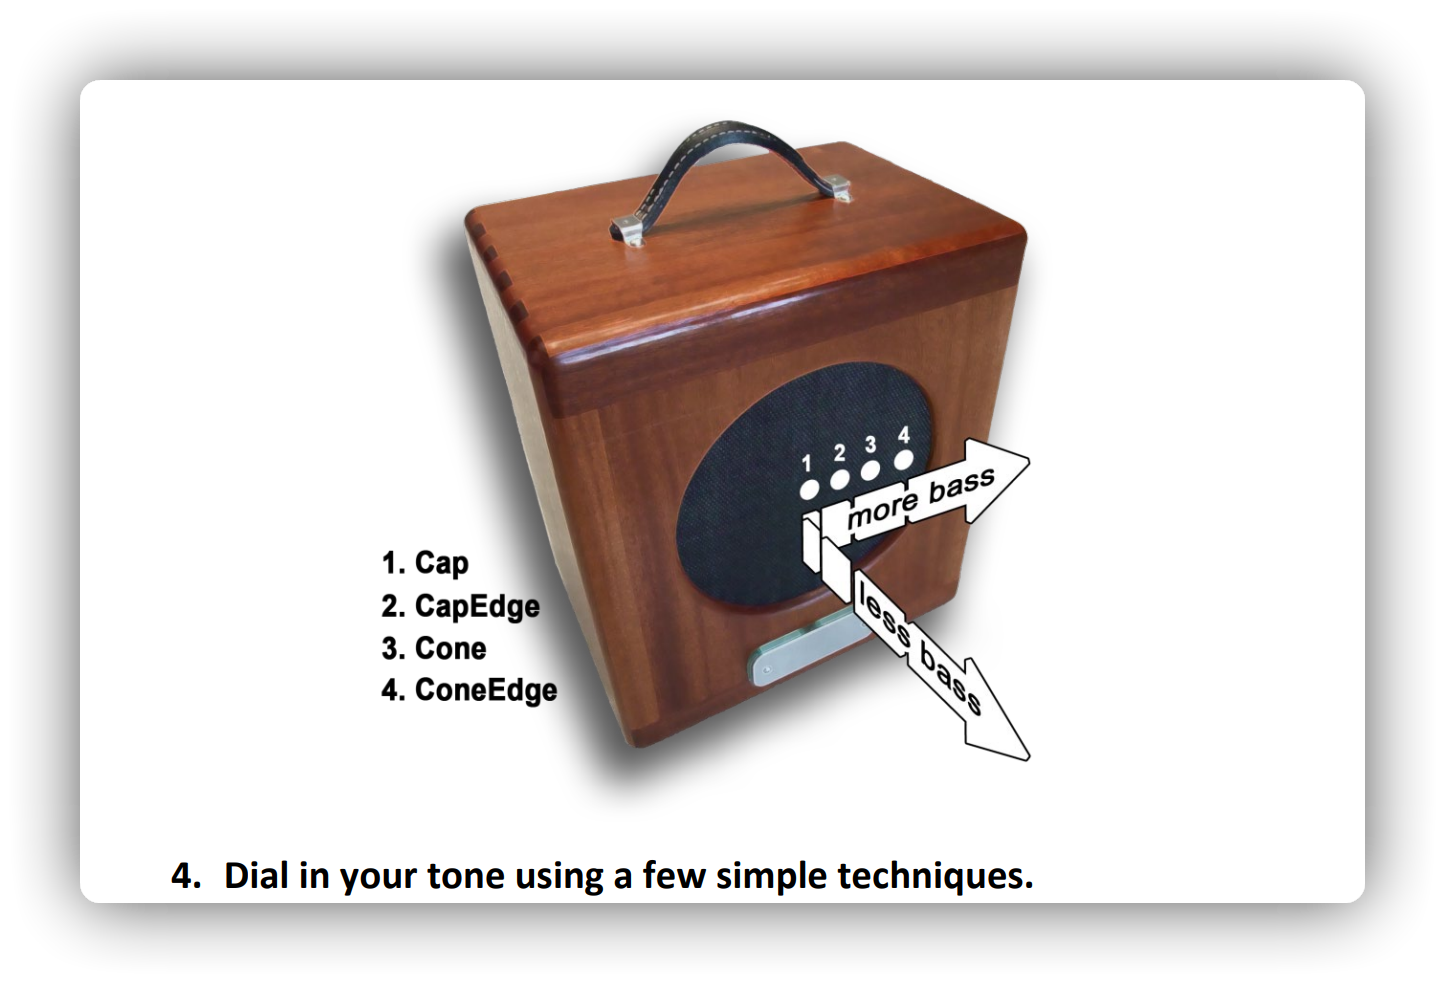 1 2 3 4
more bass
less bass
1. Cap
2. CapEdge
3. Cone
4. ConeEdge
4. Dial in your tone using a few simple techniques.